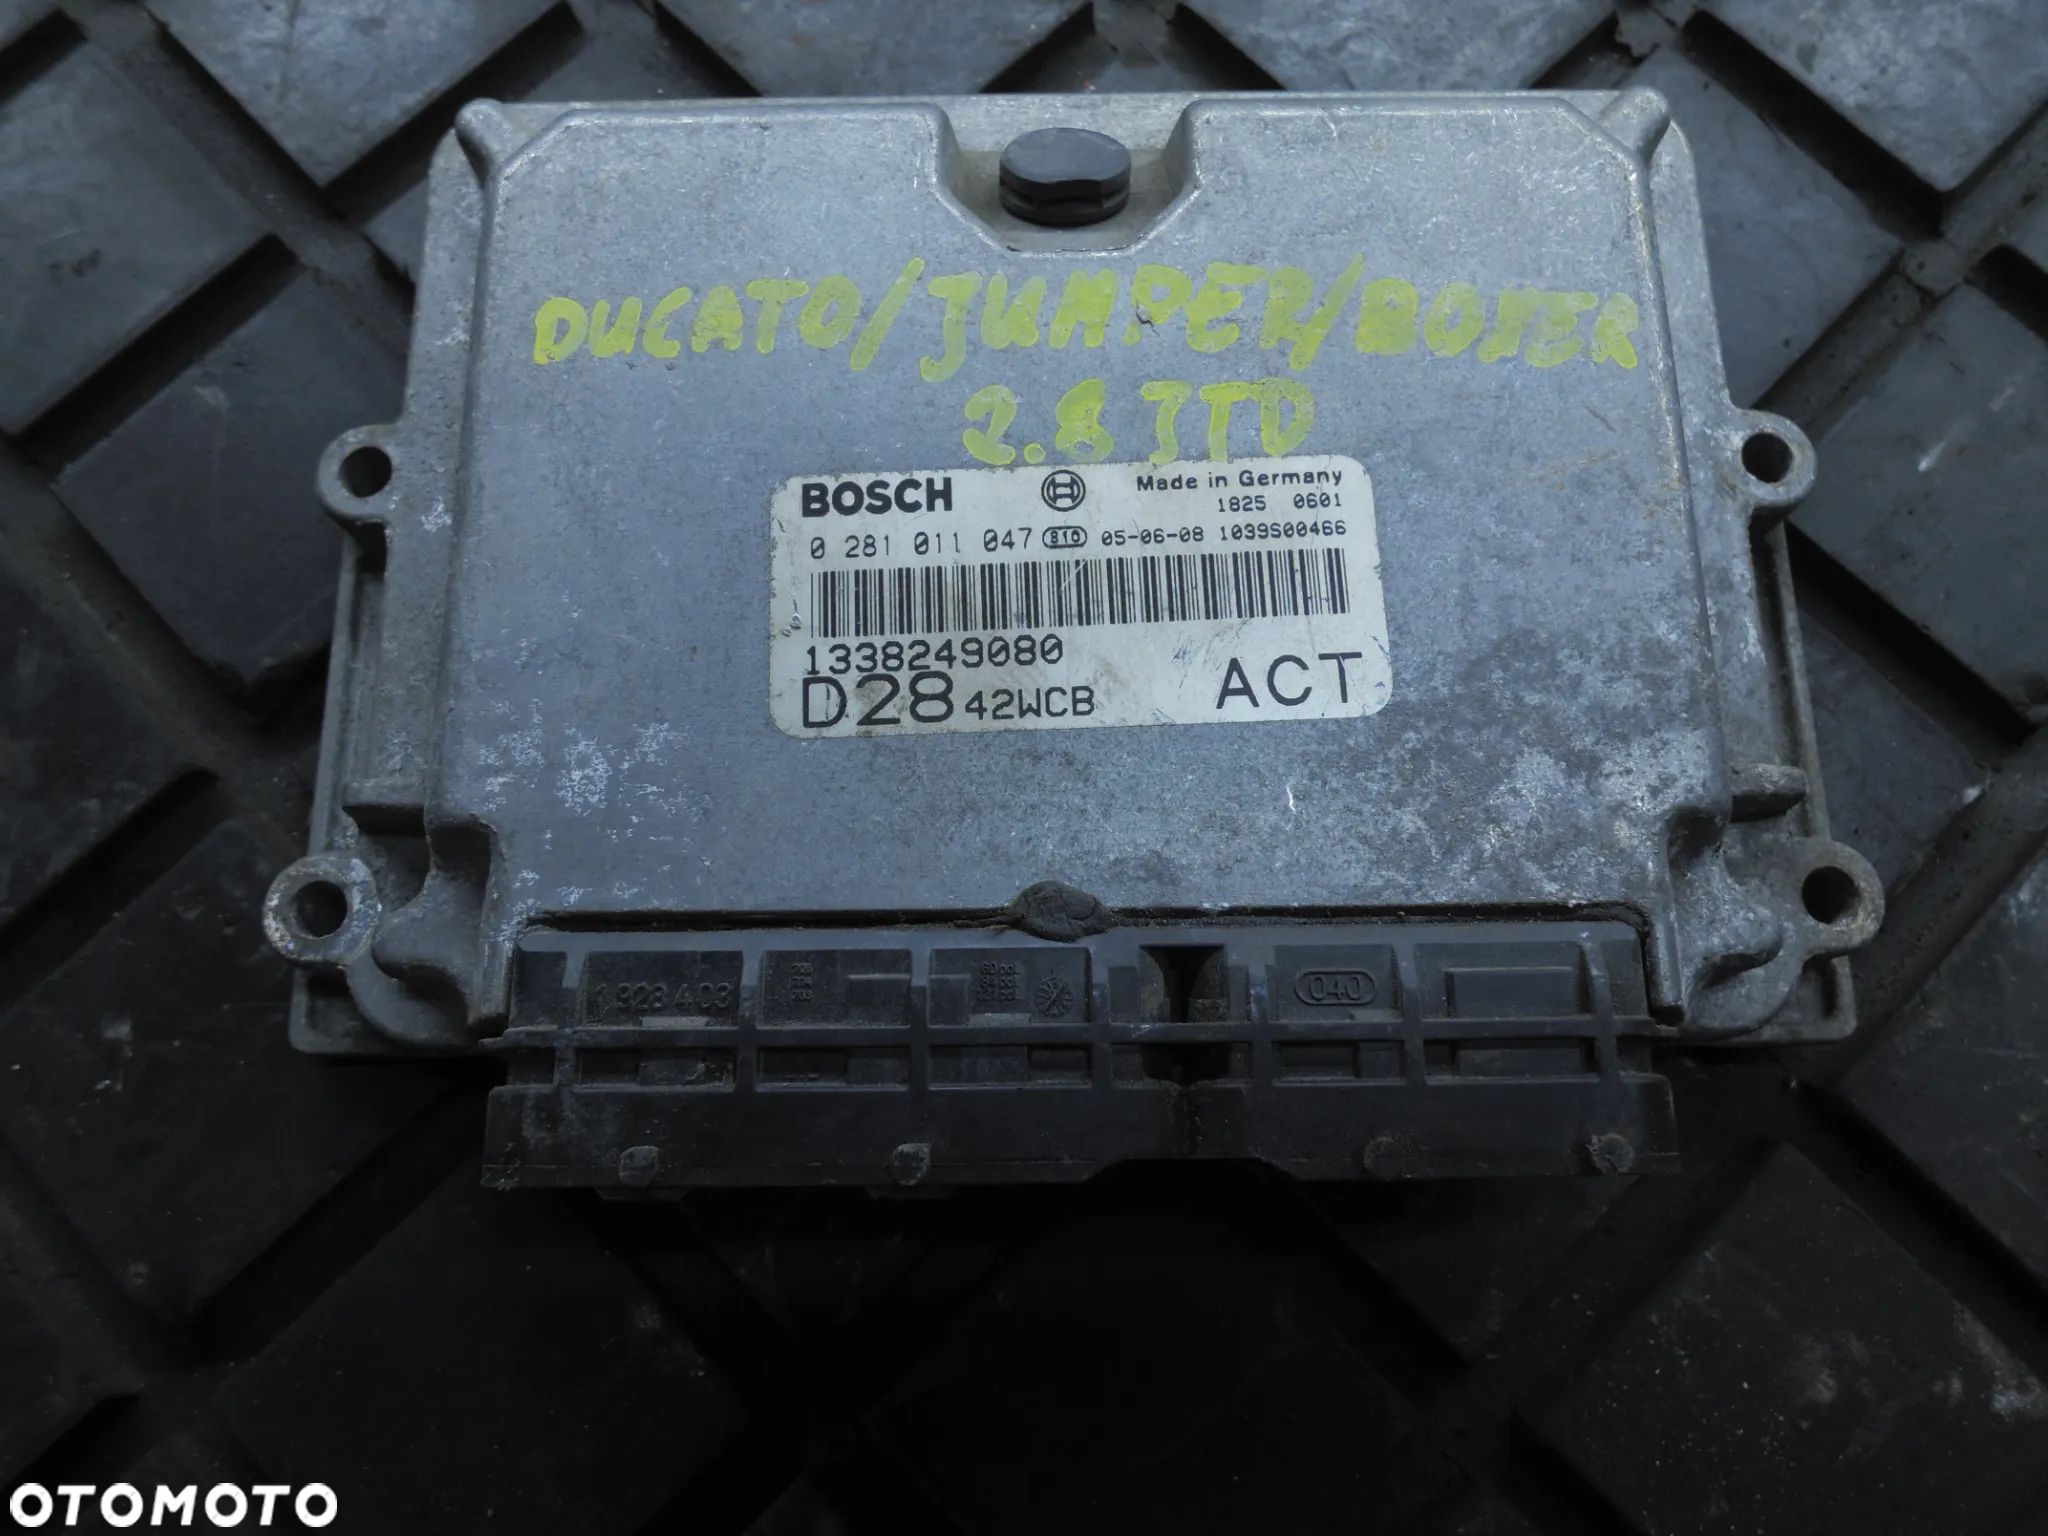 DUCATO/JUMPER/BOXER
2.8 JTD
BOSCH Made in Germany
1825 0601
0 281 011 047 810 05-06-08 1039S00466
1338249080
D28 42WCB ACT
1 928 403
040
OTOMOTO